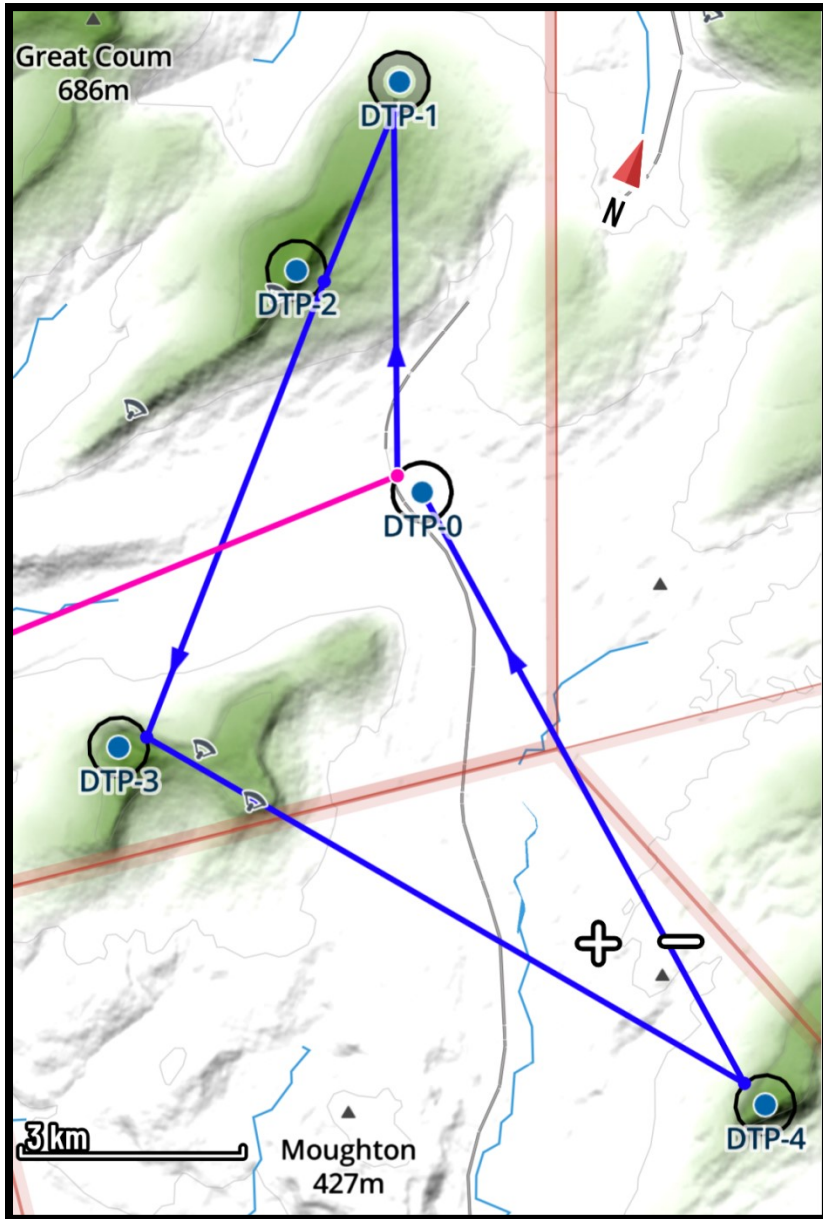 Great Coum
686m
DTP-1
N
DTP-2
DTP-0
DTP-3
3 km
Moughton
427m
DTP-4